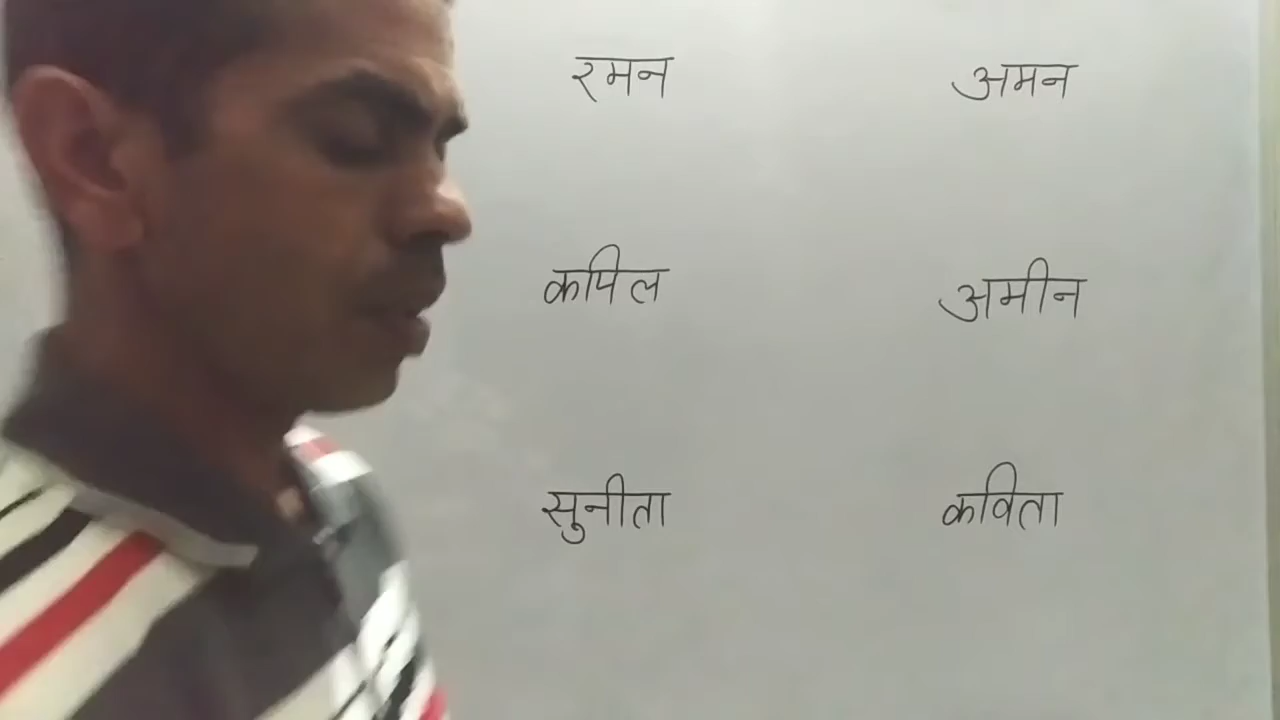 रमन अमन
कपिल अमीन
सुनीता कविता